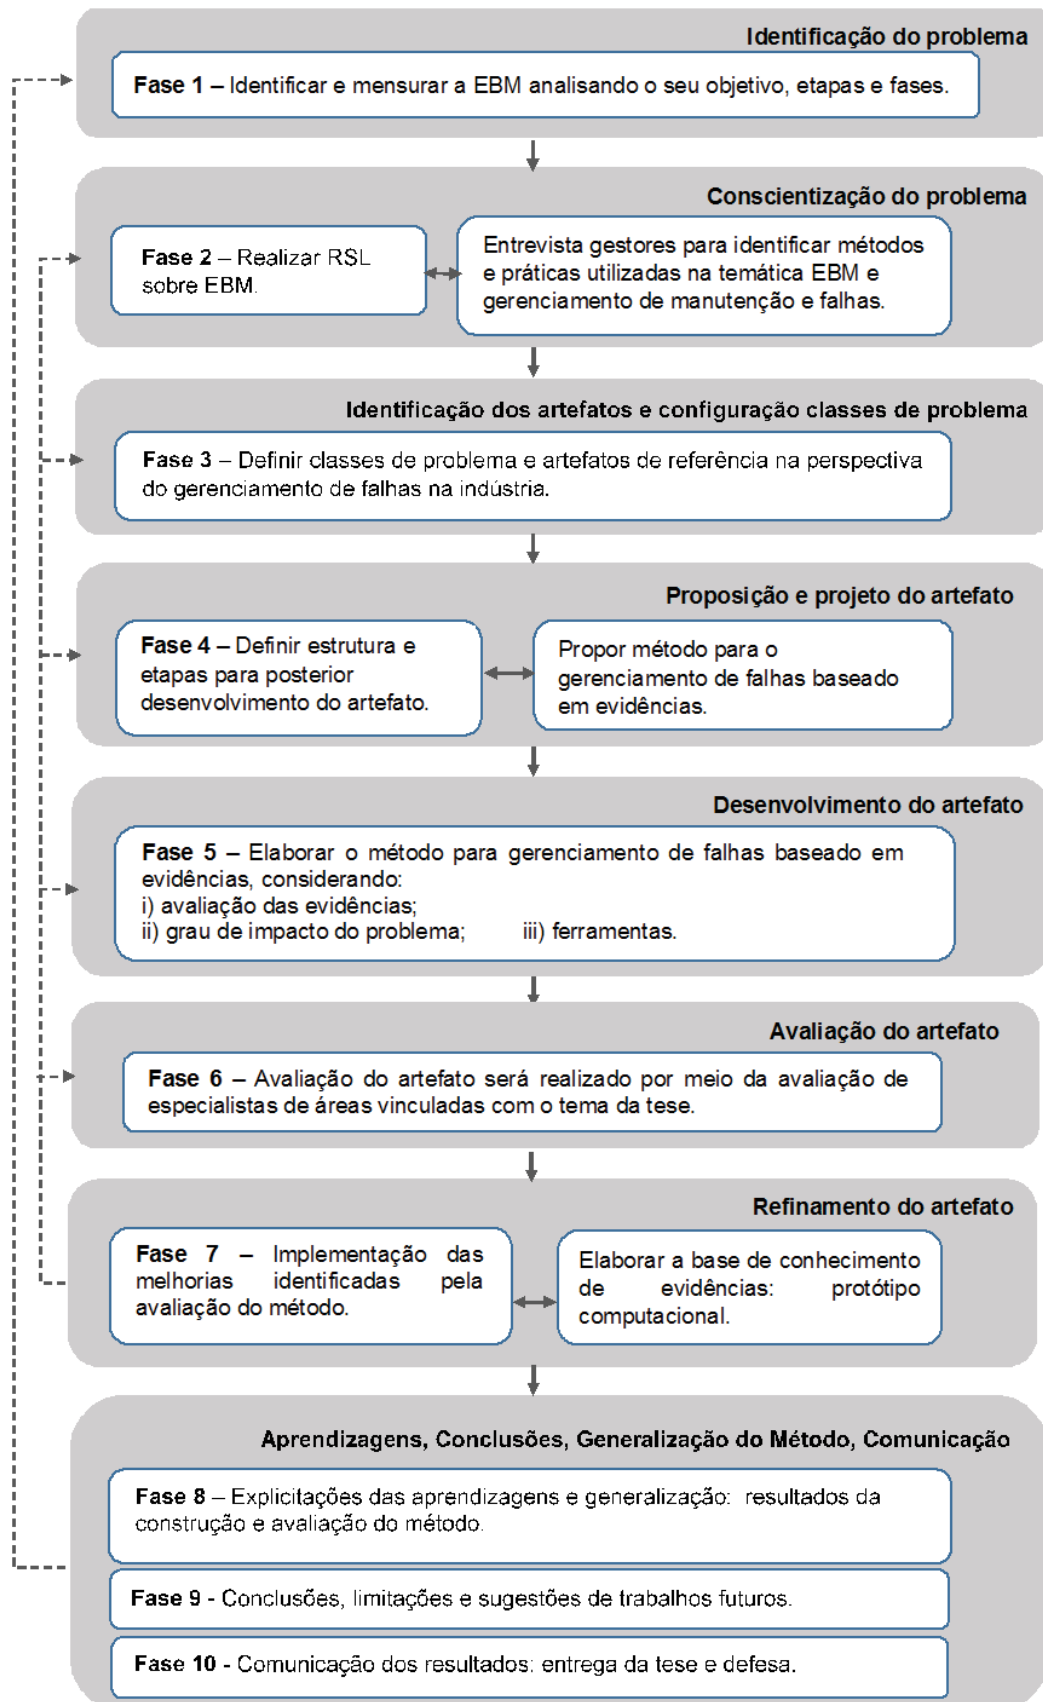 Identificação do problema
Fase 1 – Identificar e mensurar a EBM analisando o seu objetivo, etapas e fases.
Conscientização do problema
Fase 2 – Realizar RSL
sobre EBM.
Entrevista gestores para identificar métodos
e práticas utilizadas na temática EBM e
gerenciamento de manutenção e falhas.
Identificação dos artefatos e configuração classes de problema
Fase 3 – Definir classes de problema e artefatos de referência na perspectiva
do gerenciamento de falhas na indústria.
Proposição e projeto do artefato
Fase 4 – Definir estrutura e
etapas para posterior
desenvolvimento do artefato.
Propor método para o
gerenciamento de falhas baseado
em evidências.
Desenvolvimento do artefato
Fase 5 – Elaborar o método para gerenciamento de falhas baseado em
evidências, considerando:
i) avaliação das evidências;
ii) grau de impacto do problema; iii) ferramentas.
Avaliação do artefato
Fase 6 – Avaliação do artefato será realizado por meio da avaliação de
especialistas de áreas vinculadas com o tema da tese.
Refinamento do artefato
Fase 7 – Implementação das
melhorias identificadas pela
avaliação do método.
Elaborar a base de conhecimento
de evidências: protótipo
computacional.
Aprendizagens, Conclusões, Generalização do Método, Comunicação
Fase 8 – Explicitações das aprendizagens e generalização: resultados da
construção e avaliação do método.
Fase 9 - Conclusões, limitações e sugestões de trabalhos futuros.
Fase 10 - Comunicação dos resultados: entrega da tese e defesa.